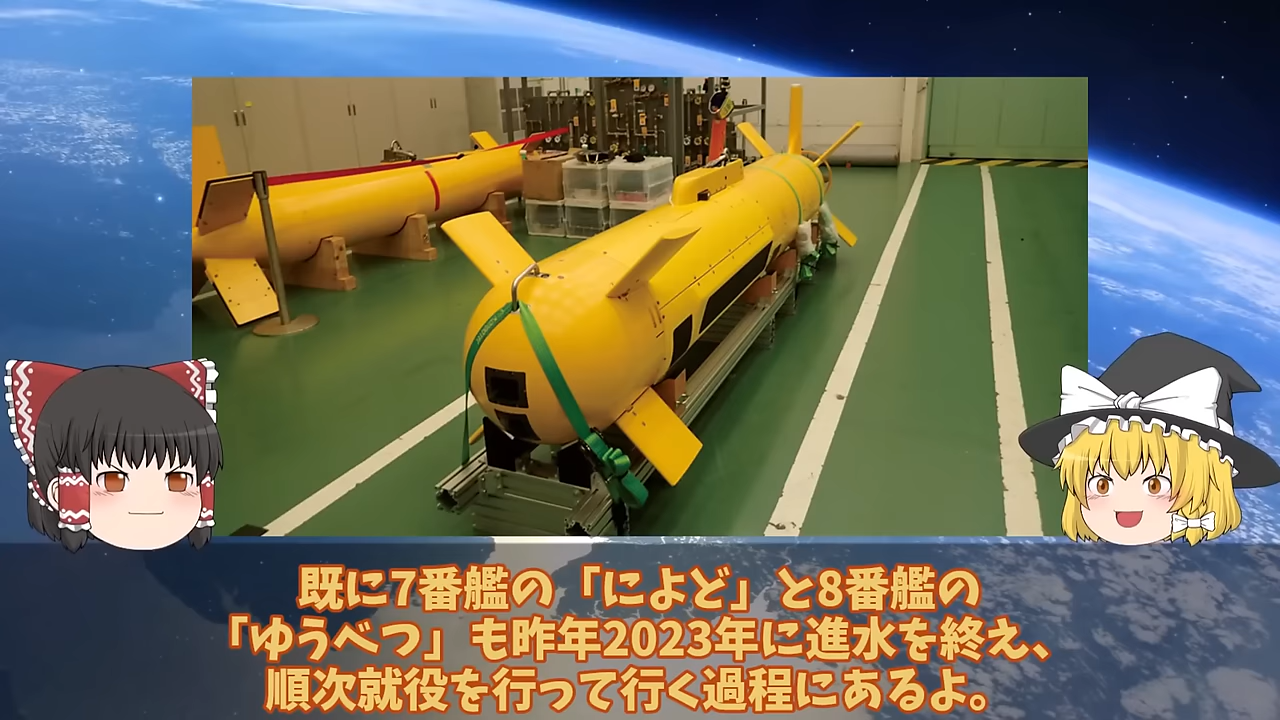 既に7番艦の「によど」と8番艦の
「ゆうべつ」も昨年2023年に進水を終え、
順次就役を行って行く過程にあるよ。